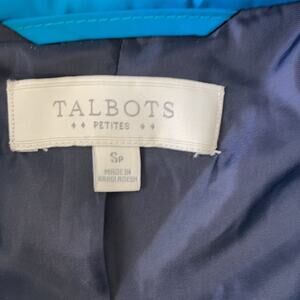 TALBOTS
PETITES
SP
MADE IN
BANGLADESH